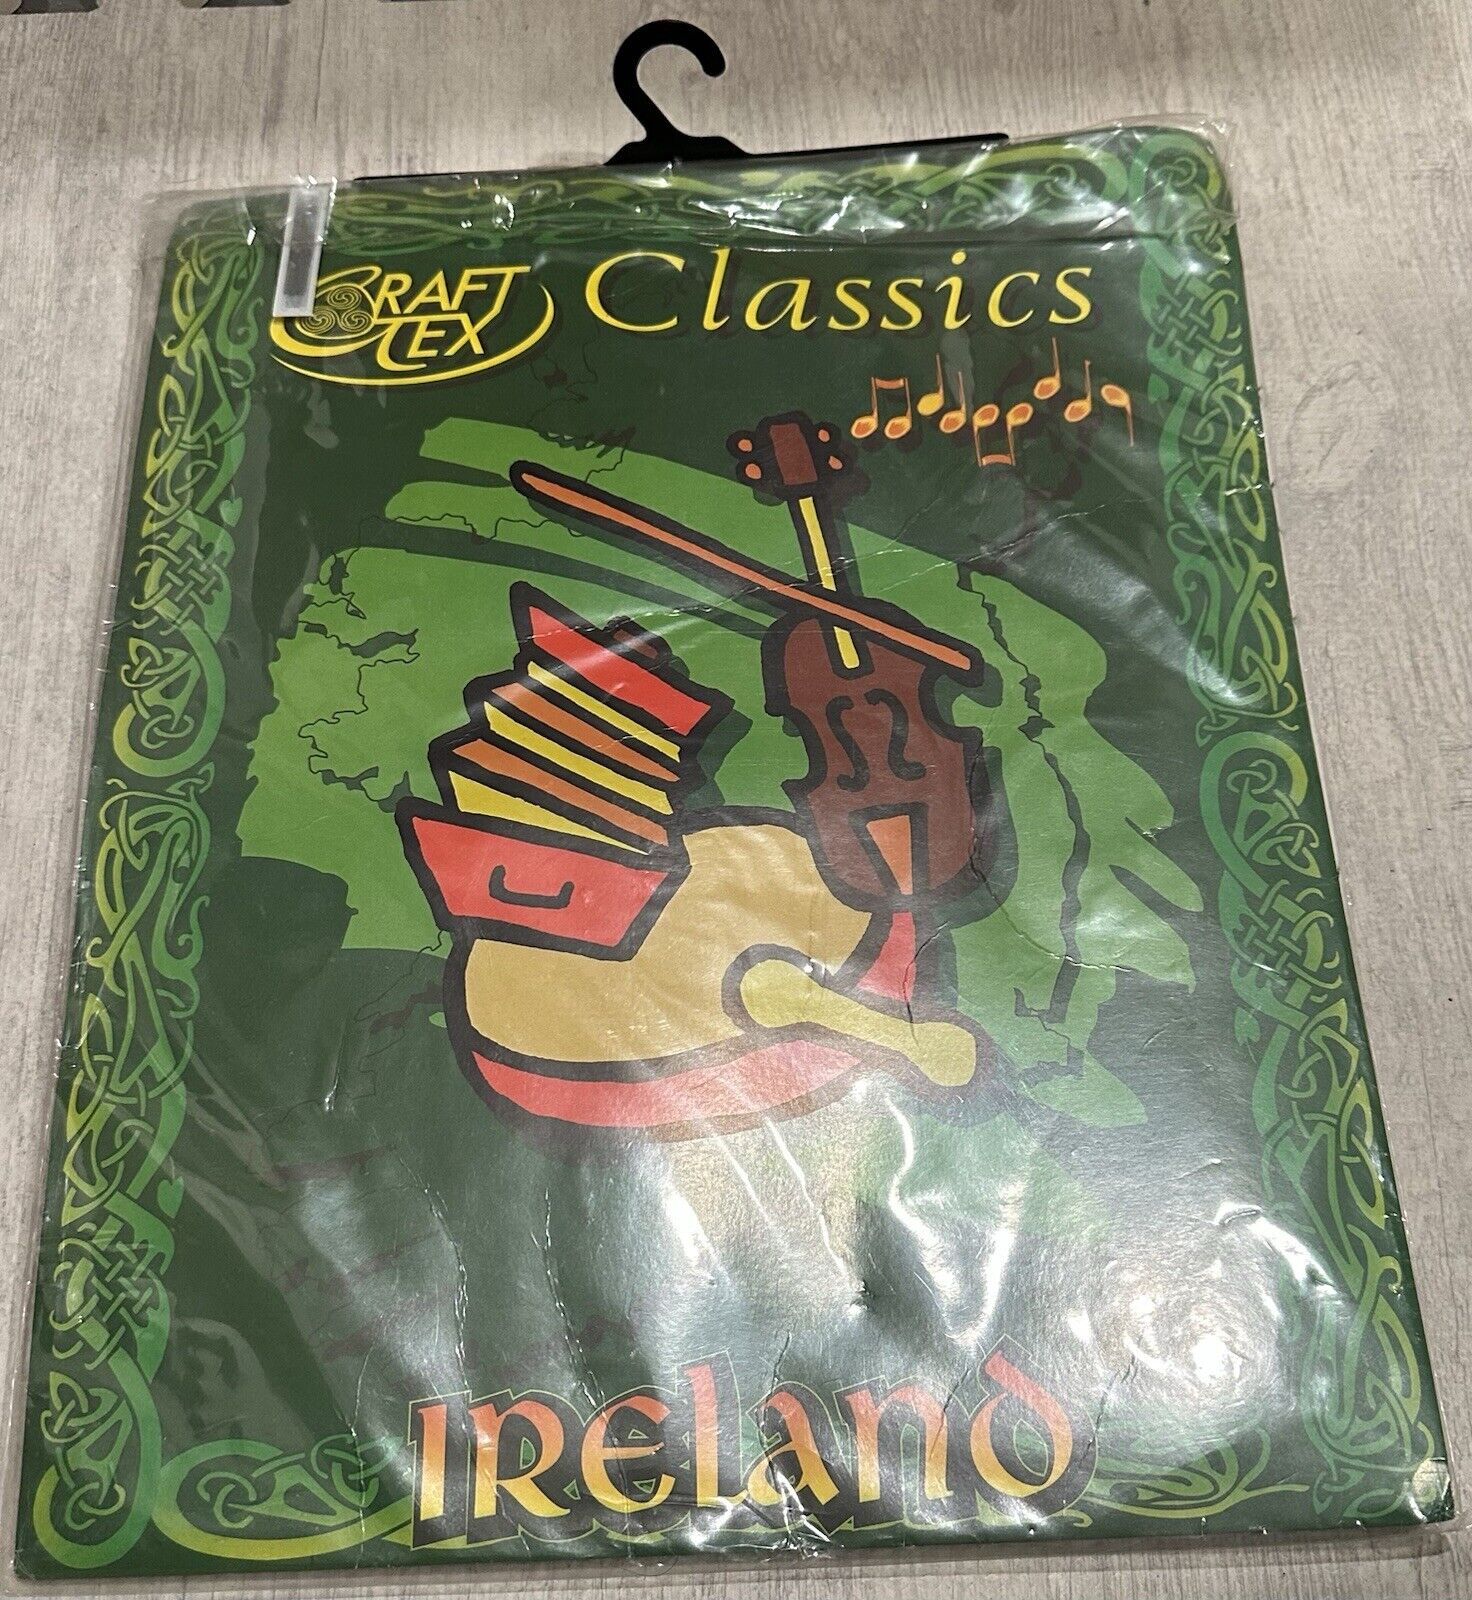 CRAFT
TEX
Classics
IRELAND